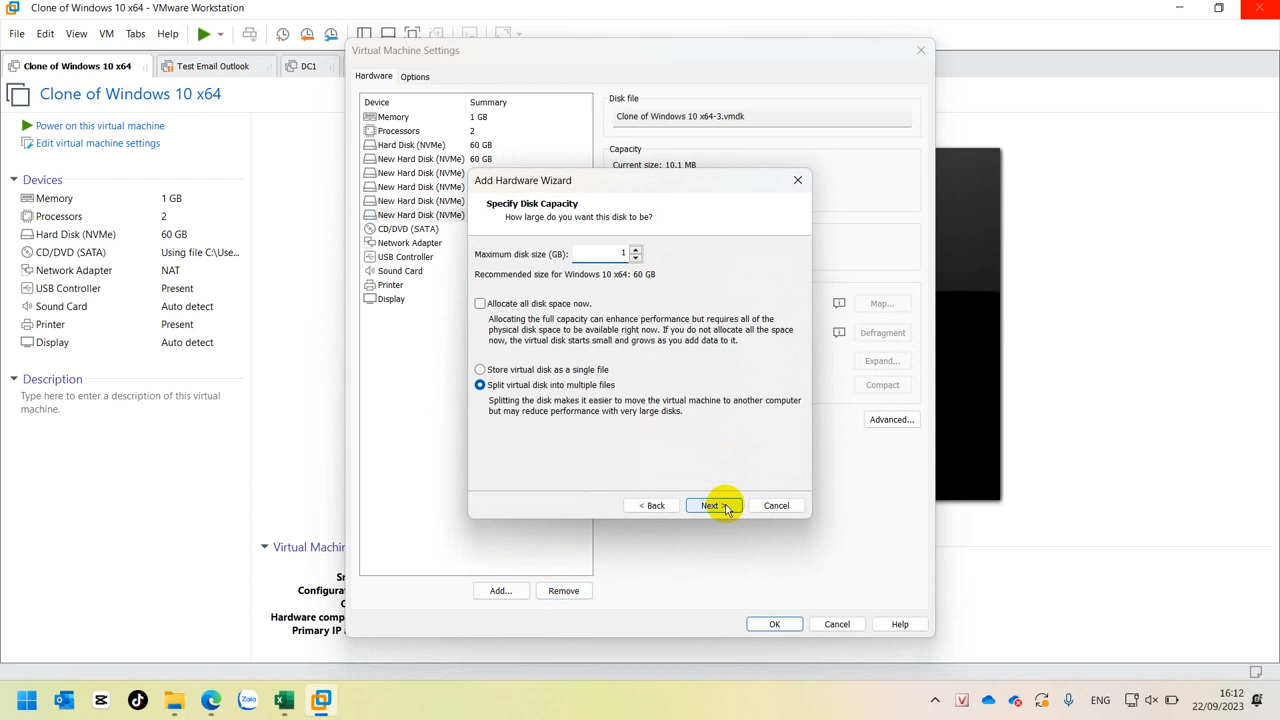 Clone of Windows 10 x64 - VMware Workstation
File Edit View VM Tabs Help
Clone of Windows 10 x64
Test Email Outlook
DC1
Clone of Windows 10 x64
Power on this virtual machine
Edit virtual machine settings
Devices
Memory 1 GB
Processors 2
Hard Disk (NVMe) 60 GB
CD/DVD (SATA) Using file C:\Use...
Network Adapter NAT
USB Controller Present
Sound Card Auto detect
Printer Present
Display Auto detect
Description
Type here to enter a description of this virtual
machine.
Virtual Machine Settings
Hardware Options
Device Summary
Memory 1 GB
Processors 2
Hard Disk (NVMe) 60 GB
New Hard Disk (NVMe) 60 GB
New Hard Disk (NVMe)
New Hard Disk (NVMe)
New Hard Disk (NVMe)
New Hard Disk (NVMe)
CD/DVD (SATA)
Network Adapter
USB Controller
Sound Card
Printer
Display
Add... Remove
Disk file
Clone of Windows 10 x64-3.vmdk
Capacity
Current size: 10.1 MB
Map...
Defragment
Expand...
Compact
Advanced...
OK Cancel Help
Add Hardware Wizard
Specify Disk Capacity
How large do you want this disk to be?
Maximum disk size (GB): 1
Recommended size for Windows 10 x64: 60 GB
Allocate all disk space now.
Allocating the full capacity can enhance performance but requires all of the
physical disk space to be available right now. If you do not allocate all the
space now, the virtual disk starts small and grows as you add data to it.
Store virtual disk as a single file
Split virtual disk into multiple files
Splitting the disk makes it easier to move the virtual machine to another computer
but may reduce performance with very large disks.
< Back Next > Cancel
Virtual Machin
Configura
Hardware comp
Primary IP
Zalo
ENG
16:12
22/09/2023